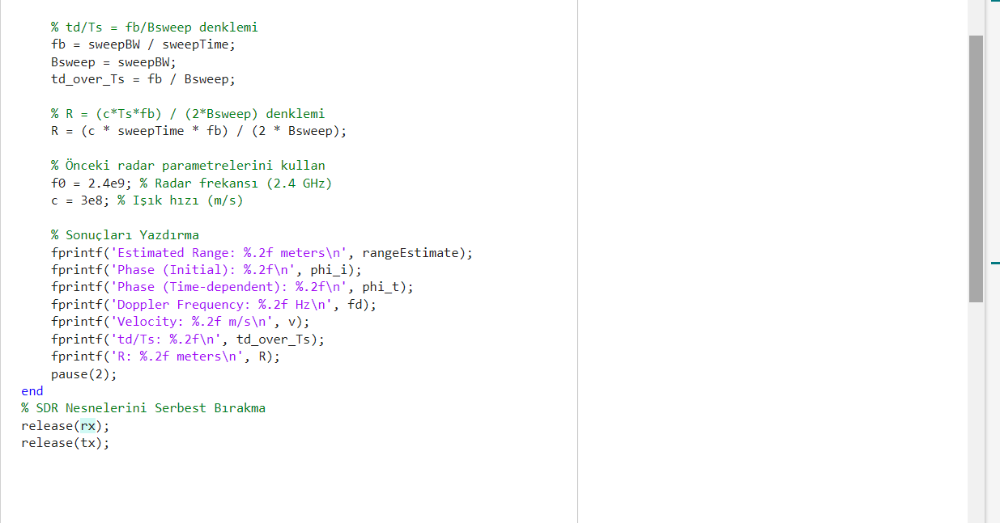 % td/Ts = fb/Bsweep denklemi
fb = sweepBW / sweepTime;
Bsweep = sweepBW;
td_over_Ts = fb / Bsweep;
% R = (c*Ts*fb) / (2*Bsweep) denklemi
R = (c * sweepTime * fb) / (2 * Bsweep);
% Önceki radar parametrelerini kullan
f0 = 2.4e9; % Radar frekansı (2.4 GHz)
c = 3e8; % Işık hızı (m/s)
% Sonuçları Yazdırma
fprintf('Estimated Range: %.2f meters\n', rangeEstimate);
fprintf('Phase (Initial): %.2f\n', phi_i);
fprintf('Phase (Time-dependent): %.2f\n', phi_t);
fprintf('Doppler Frequency: %.2f Hz\n', fd);
fprintf('Velocity: %.2f m/s\n', v);
fprintf('td/Ts: %.2f\n', td_over_Ts);
fprintf('R: %.2f meters\n', R);
pause(2);
end
% SDR Nesnelerini Serbest Bırakma
release(rx);
release(tx);